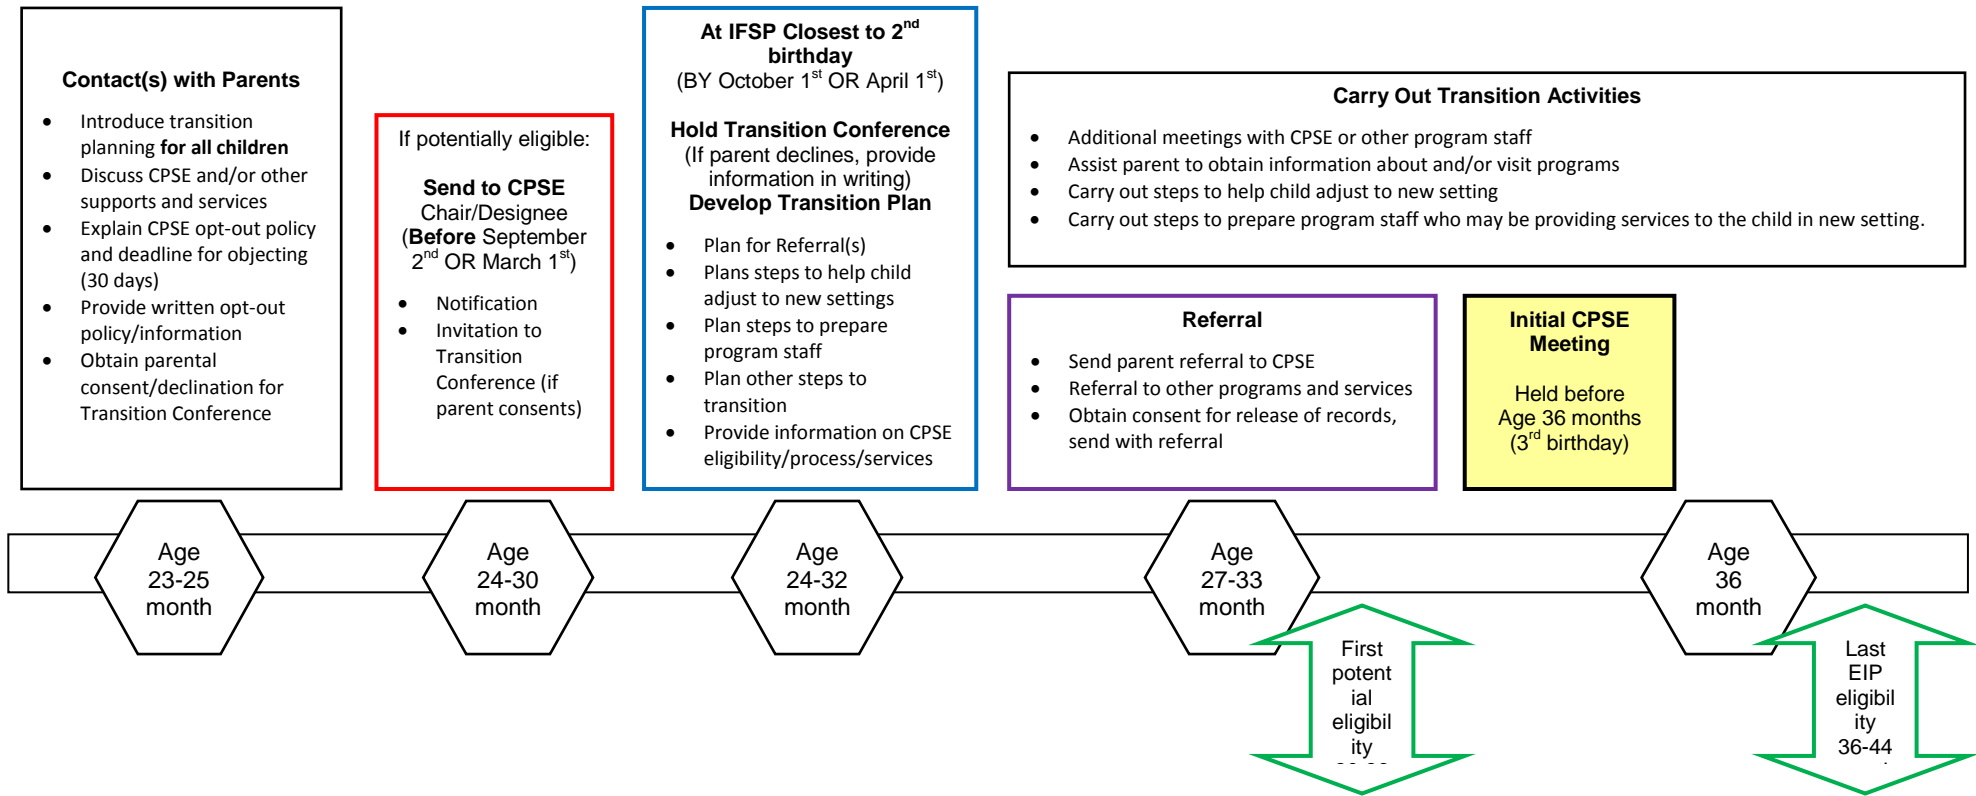 Contact(s) with Parents
• Introduce transition
planning for all children
• Discuss CPSE and/or other
supports and services
• Explain CPSE opt-out policy
and deadline for objecting
(30 days)
• Provide written opt-out
policy/information
• Obtain parental
consent/declination for
Transition Conference
If potentially eligible:
Send to CPSE
Chair/Designee
(Before September
2nd OR March 1st)
• Notification
• Invitation to
Transition
Conference (if
parent consents)
At IFSP Closest to 2nd
birthday
(BY October 1st OR April 1st)
Hold Transition Conference
(If parent declines, provide
information in writing)
Develop Transition Plan
• Plan for Referral(s)
• Plans steps to help child
adjust to new settings
• Plan steps to prepare
program staff
• Plan other steps to
transition
• Provide information on CPSE
eligibility/process/services
Carry Out Transition Activities
• Additional meetings with CPSE or other program staff
• Assist parent to obtain information about and/or visit programs
• Carry out steps to help child adjust to new setting
• Carry out steps to prepare program staff who may be providing services to the child in new setting.
Referral
• Send parent referral to CPSE
• Referral to other programs and services
• Obtain consent for release of records,
send with referral
Initial CPSE
Meeting
Held before
Age 36 months
(3rd birthday)
Age
23-25
month
Age
24-30
month
Age
24-32
month
Age
27-33
month
Age
36
month
First
potent
ial
eligibil
ity
Last
EIP
eligibil
ity
36-44